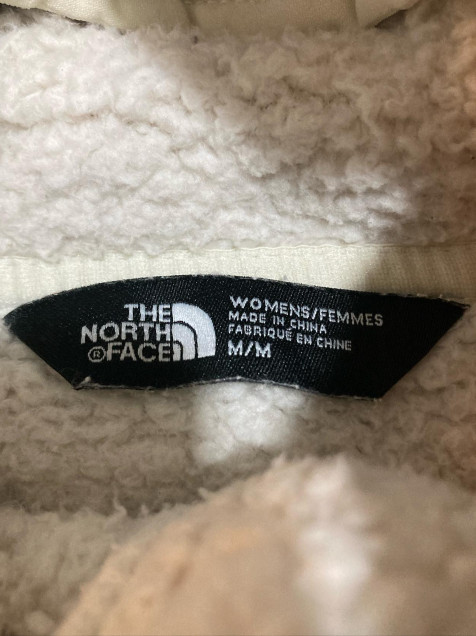 THE
NORTH
®FACE
WOMENS/FEMMES
MADE IN CHINA
FABRIQUÉ EN CHINE
M/M